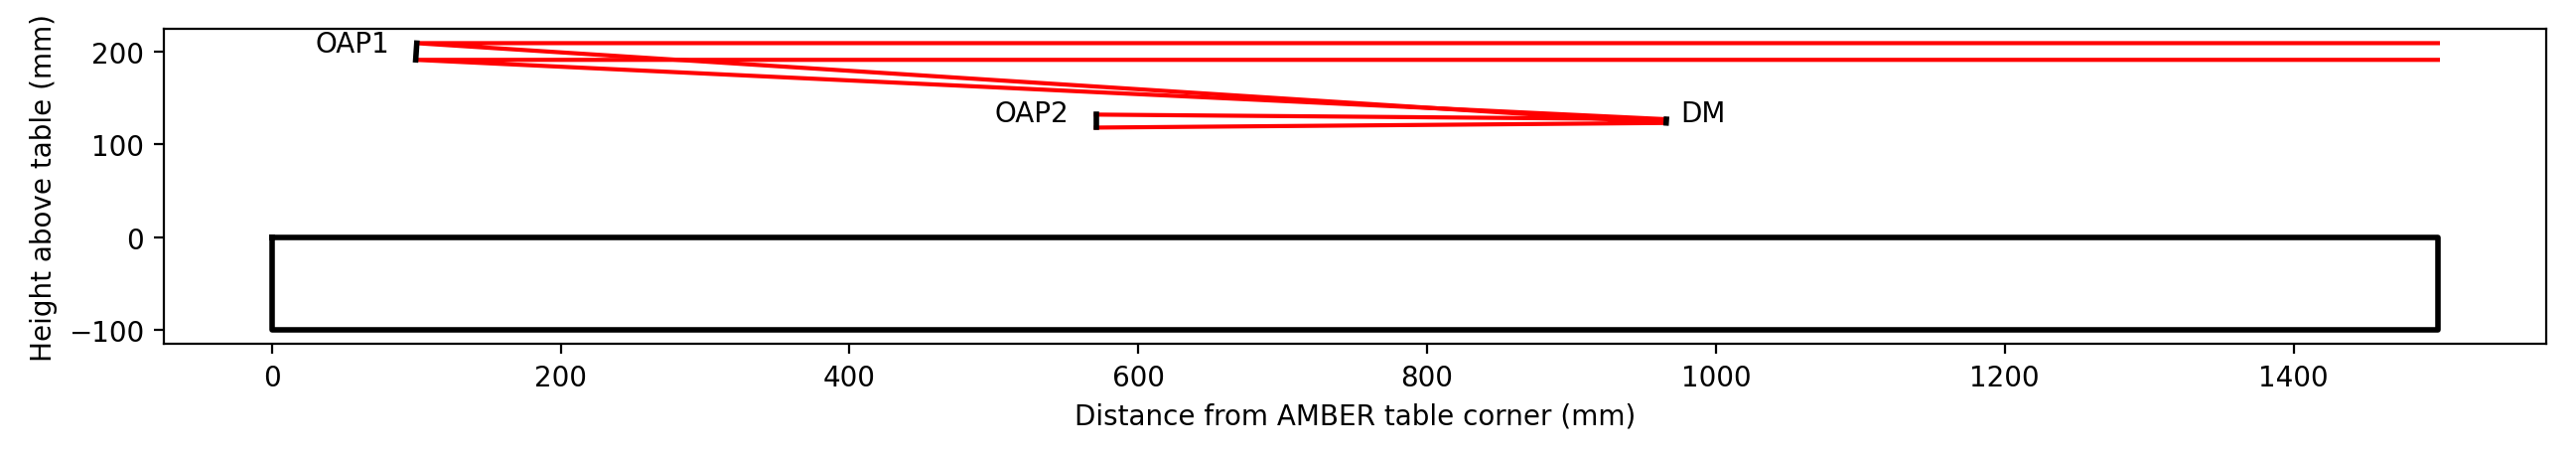 Height above table (mm)
200
100
0
−100
OAP1
OAP2
DM
0
200
400
600
800
1000
1200
1400
Distance from AMBER table corner (mm)